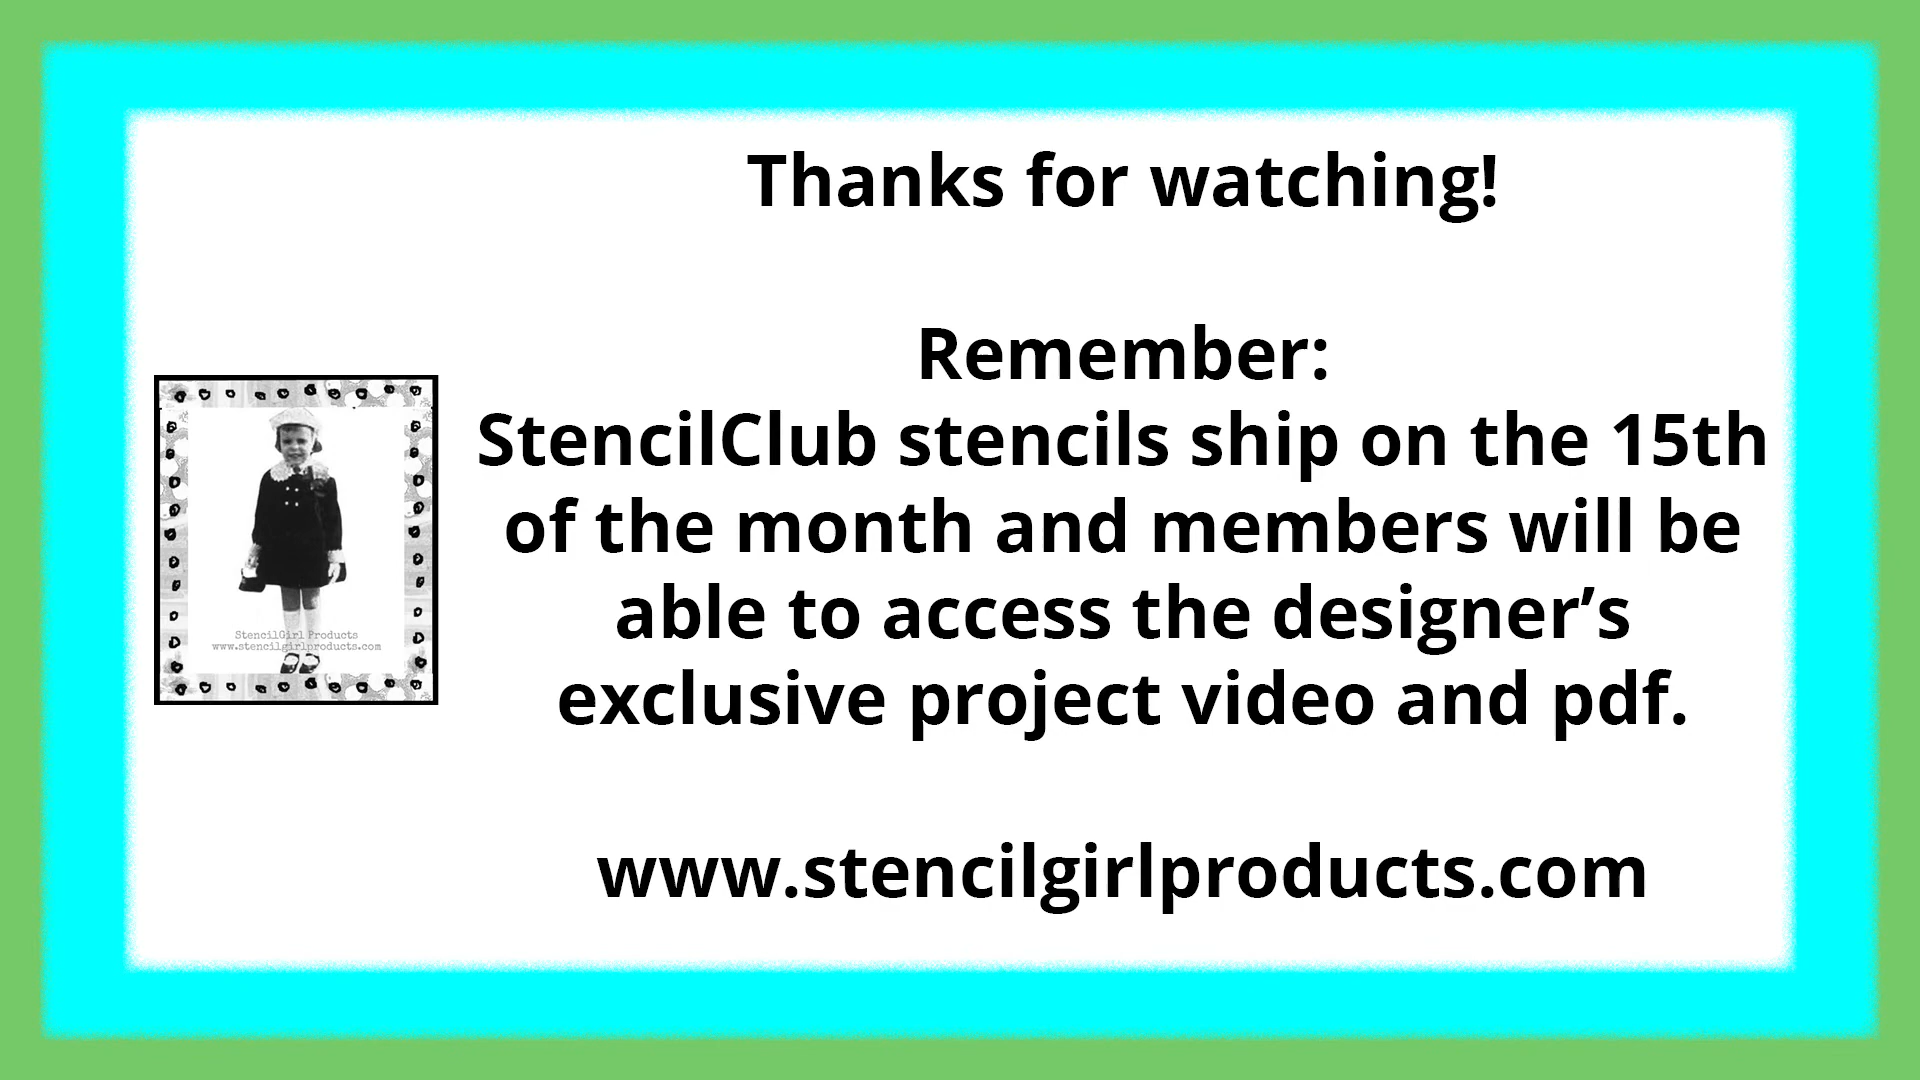 Thanks for watching!
Remember:
StencilClub stencils ship on the 15th
of the month and members will be
able to access the designer’s
exclusive project video and pdf.
www.stencilgirlproducts.com
StencilGirl Products
www.stencilgirlproducts.com